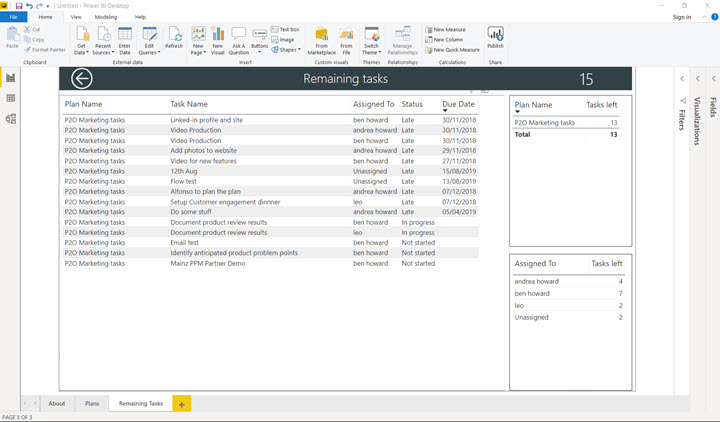 Untitled - Power BI Desktop
Sign in
File Home View Modeling Help
Paste
Cut
Copy
Format Painter
Clipboard
Get Data
Recent Sources
Enter Data
Edit Queries
Refresh
External data
New Page
New Visual
Ask A Question
Buttons
Text box
Image
Shapes
Insert
From Marketplace
From File
Custom visuals
Switch Theme
Themes
Manage Relationships
Relationships
New Measure
New Column
New Quick Measure
Calculations
Publish
Share
Remaining tasks 15
Plan Name Task Name Assigned To Status Due Date
P2O Marketing tasks Linked-in profile and site ben howard Late 30/11/2018
P2O Marketing tasks Video Production andrea howard Late 30/11/2018
P2O Marketing tasks Video Production ben howard Late 30/11/2018
P2O Marketing tasks Add photos to website andrea howard Late 29/11/2018
P2O Marketing tasks Video for new features ben howard Late 27/11/2018
P2O Marketing tasks 12th Aug Unassigned Late 15/08/2019
P2O Marketing tasks Flow test Unassigned Late 13/08/2019
P2O Marketing tasks Alfonso to plan the plan andrea howard Late 07/12/2018
P2O Marketing tasks Setup Customer engagement dinnner leo Late 07/12/2018
P2O Marketing tasks Do some stuff andrea howard Late 05/04/2019
P2O Marketing tasks Document product review results ben howard In progress
P2O Marketing tasks Document product review results leo In progress
P2O Marketing tasks Email test ben howard Not started
P2O Marketing tasks Identify anticipated product problem points ben howard Not started
P2O Marketing tasks Mainz PPM Partner Demo ben howard Not started
Plan Name Tasks left
P2O Marketing tasks 13
Total 13
Assigned To Tasks left
andrea howard 4
ben howard 7
leo 2
Unassigned 2
Filters
Visualizations
Fields
About Plans Remaining Tasks
PAGE 3 OF 3